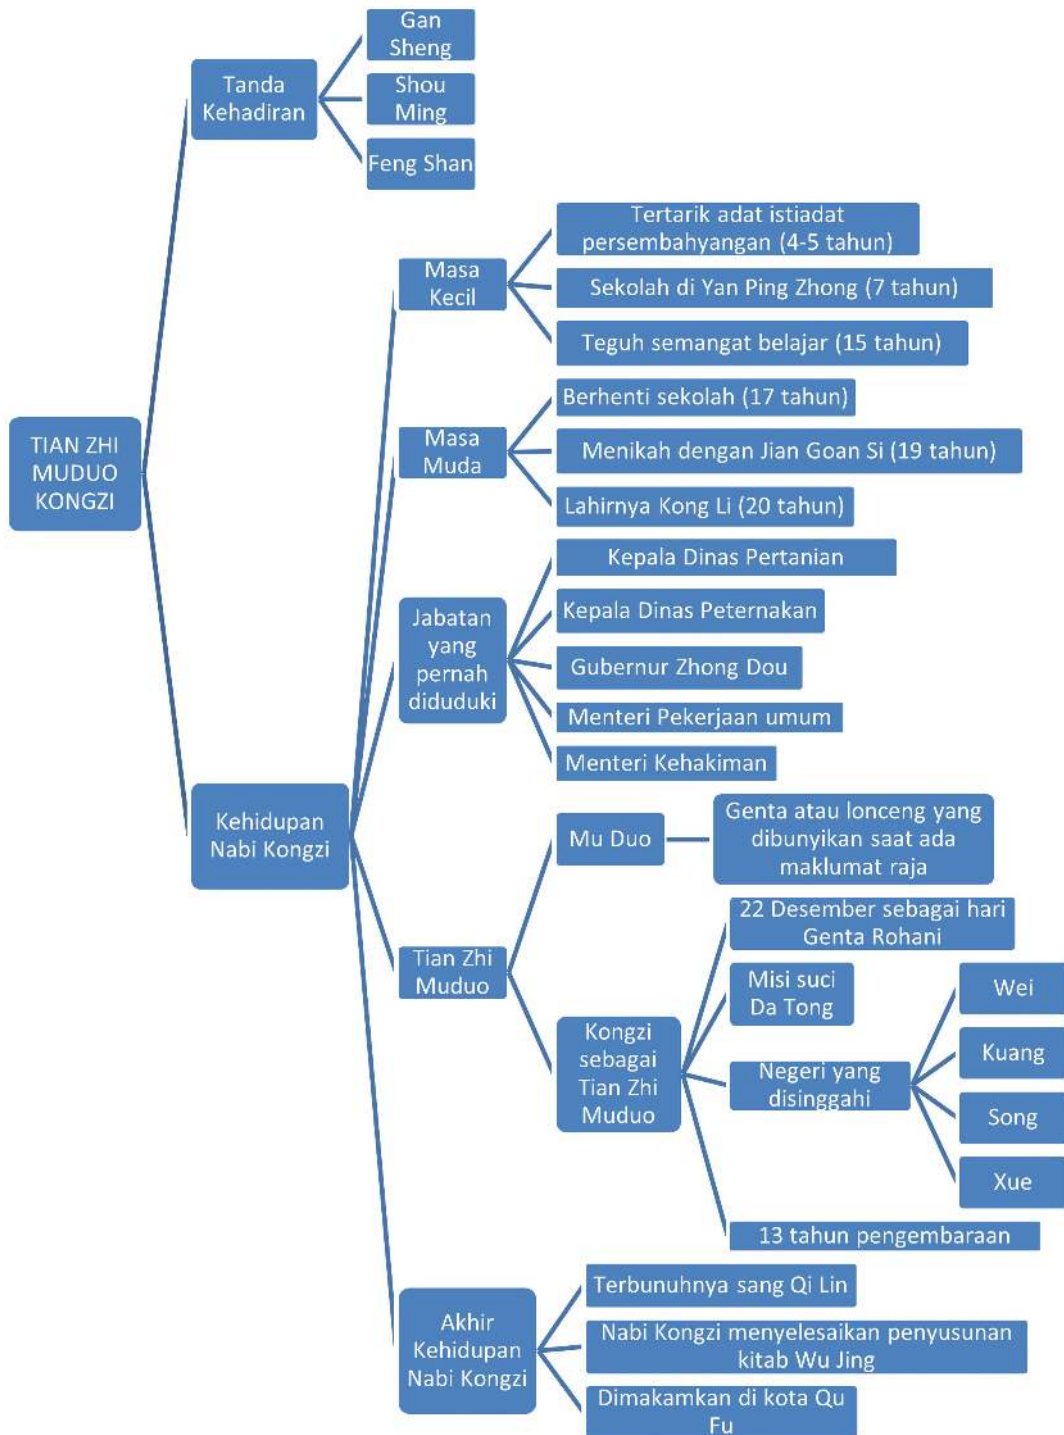 TIAN ZHI
MUDUO
KONGZI
Tanda
Kehadiran
Gan
Sheng
Shou
Ming
Feng Shan
Kehidupan
Nabi Kongzi
Masa
Kecil
Tertarik adat istiadat
persembahyangan (4-5 tahun)
Sekolah di Yan Ping Zhong (7 tahun)
Teguh semangat belajar (15 tahun)
Masa
Muda
Berhenti sekolah (17 tahun)
Menikah dengan Jian Goan Si (19 tahun)
Lahirnya Kong Li (20 tahun)
Jabatan
yang
pernah
diduduki
Kepala Dinas Pertanian
Kepala Dinas Peternakan
Gubernur Zhong Dou
Menteri Pekerjaan umum
Menteri Kehakiman
Tian Zhi
Muduo
Mu Duo
Genta atau lonceng yang
dibunyikan saat ada
maklumat raja
Kongzi
sebagai
Tian Zhi
Muduo
22 Desember sebagai hari
Genta Rohani
Misi suci
Da Tong
Negeri yang
disinggahi
Wei
Kuang
Song
Xue
13 tahun pengembaraan
Akhir
Kehidupan
Nabi Kongzi
Terbunuhnya sang Qi Lin
Nabi Kongzi menyelesaikan penyusunan
kitab Wu Jing
Dimakamkan di kota Qu
Fu